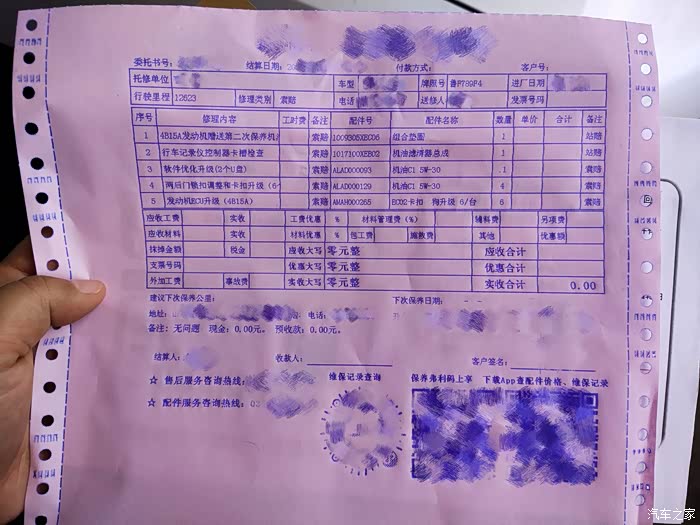 委托书号: 结算日期: 付款方式: 客户号:
托修单位 车型 牌照号 鲁F789F4 进厂日期
行驶里程 12623 修理类别 索赔 电话 送修人 发票号码
序号 修理内容 工时费 备注 配件号 配件名称 数量 单价 合计 备注
1 4B15A发动机赠送第二次保养机 索赔 1009305XEC06 组合垫圈 1 站赔
2 行车记录仪控制器卡槽检查 索赔 1017100XEB02 机油滤清器总成 1 站赔
3 软件优化升级(2个U盘) 索赔 ALAD000093 机油C1 5W-30 .1 索赔
4 两后门锁扣调整和卡扣升级(6 索赔 ALAD000129 机油C1 5W-30 4 索赔
5 发动机ECU升级(4B15A) 索赔 AMAH000265 卡扣 狗升级 6/台 6 索赔
应收工费 实收 工费优惠 % 材料管理费(%) 辅料费 另项费
应收材料 实收 材料优惠 % 包工费 施救费 其他 优惠额
抹掉金额 税金 应收大写 零元整 应收合计
支票号码 优惠大写 零元整 优惠合计
外加工费 事故费 实收大写 零元整 实收合计 0.00
建议下次保养公里: 下次保养日期: - -
地址: 电话:
备注: 无问题 现金: 0.00元。 预收款: 0.00元。
结算人: 收款人: 客户签名:
☆ 售后服务咨询热线: 维保记录查询 保养弗利码上享 下载App查配件价格、维保记录
☆ 配件服务咨询热线: 03
汽车之家